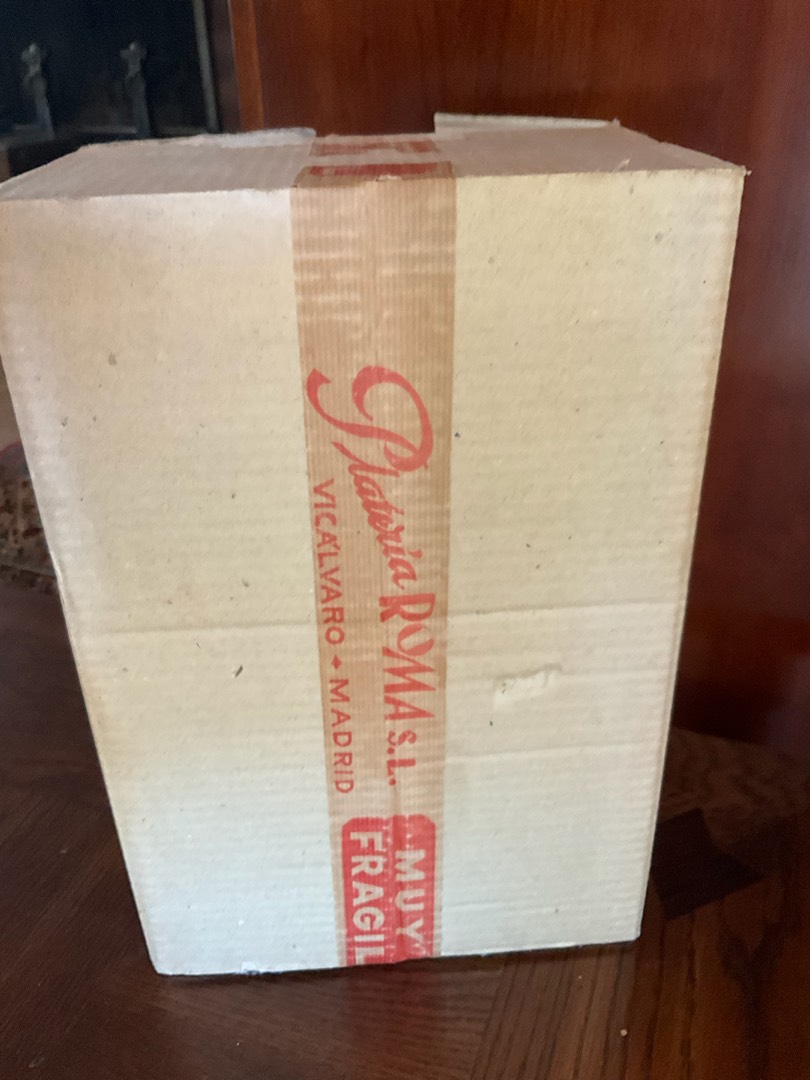 Platería ROMA S.L.
VICÁLVARO + MADRID
MUY
FRAGIL